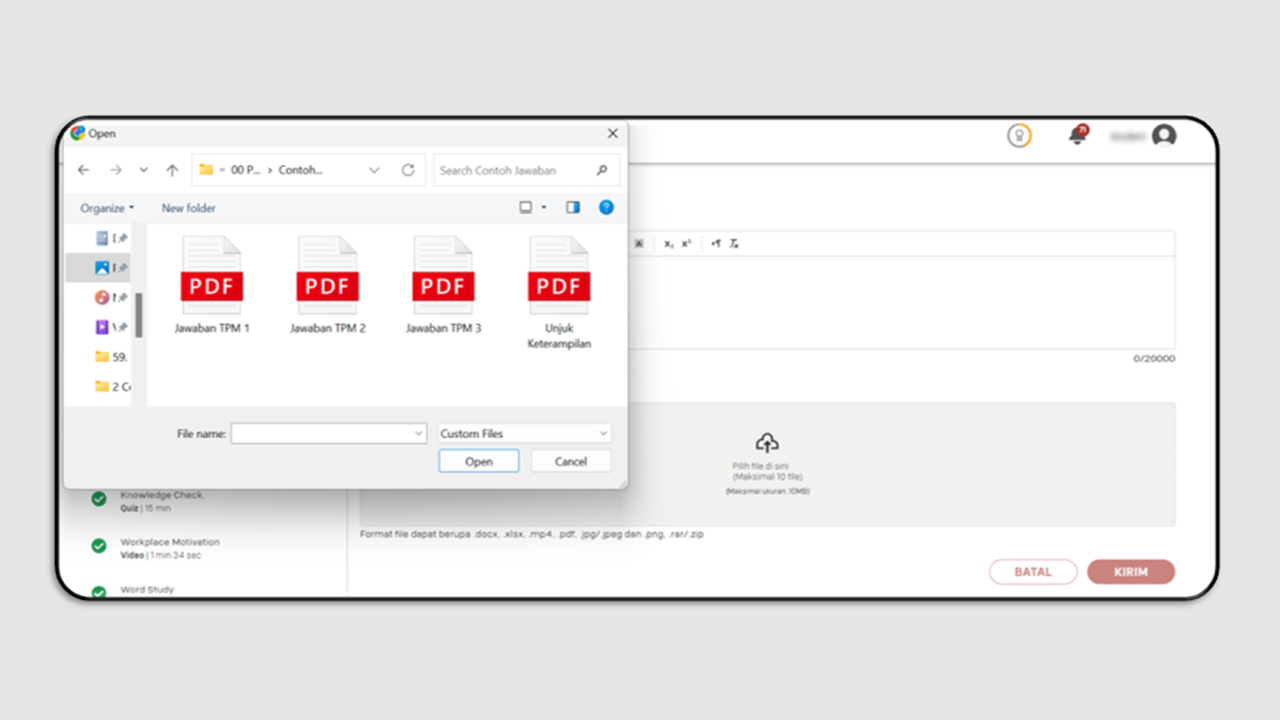 Open
71
00 P... > Contoh...
Search Contoh Jawaban
Organize
New folder
PDF
PDF
PDF
PDF
Jawaban TPM 1
Jawaban TPM 2
Jawaban TPM 3
Unjuk
Keterampilan
59.
2 C
File name:
Custom Files
Open
Cancel
0/20000
Pilih file di sini
(Maksimal 10 file)
(Maksimal ukuran: 10MB)
Format file dapat berupa .docx, .xlsx, .mp4, .pdf, .jpg/.jpeg dan .png, .rar/.zip
Knowledge Check.
Quiz | 15 min
Workplace Motivation
Video | 1 min 34 sec
Word Study
BATAL
KIRIM